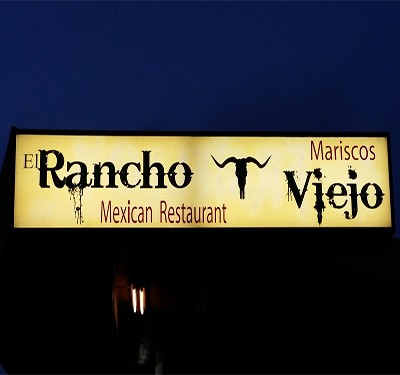 El Rancho
Mexican Restaurant
Mariscos
Viejo